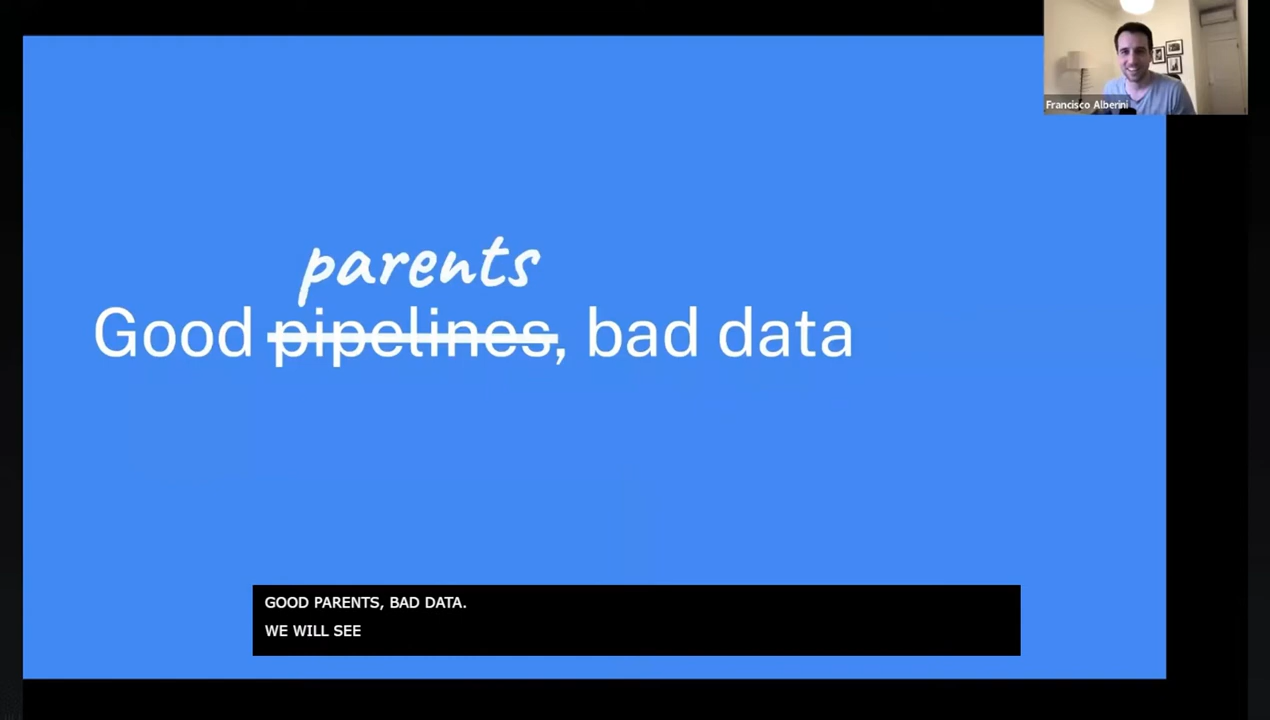 Francisco Alberini
parents
Good pipelines, bad data
GOOD PARENTS, BAD DATA.
WE WILL SEE